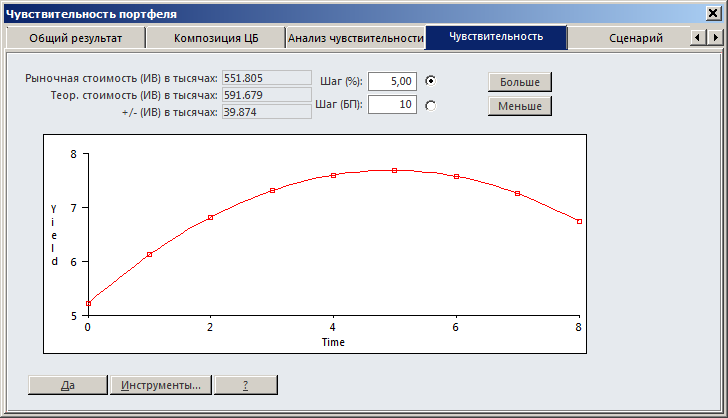 Чувствительность портфеля
Общий результат Композиция ЦБ Анализ чувствительности Чувствительность Сценарий
Рыночная стоимость (ИВ) в тысячах: 551.805 Шаг (%): 5,00 Больше
Теор. стоимость (ИВ) в тысячах: 591.679 Шаг (БП): 10 Меньше
+/- (ИВ) в тысячах: 39.874
8
7
6
5
Yield
0 2 4 6 8
Time
Да Инструменты... ?